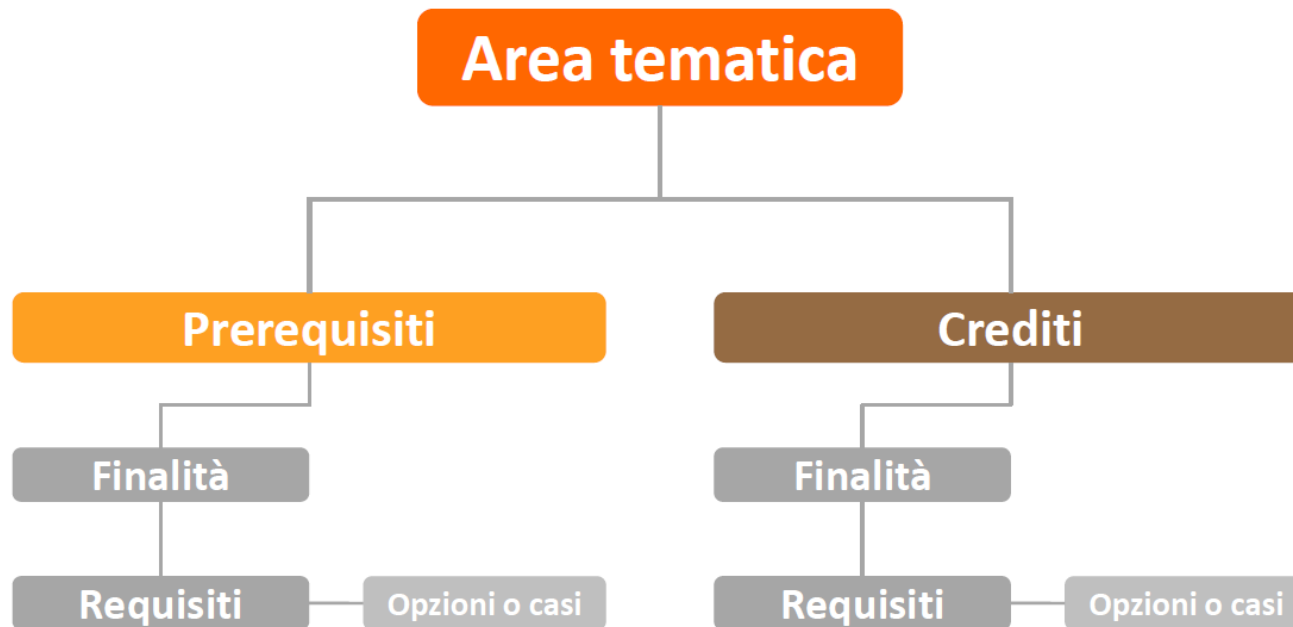 Area tematica
Prerequisiti
Crediti
Finalità
Finalità
Requisiti
Opzioni o casi
Requisiti
Opzioni o casi